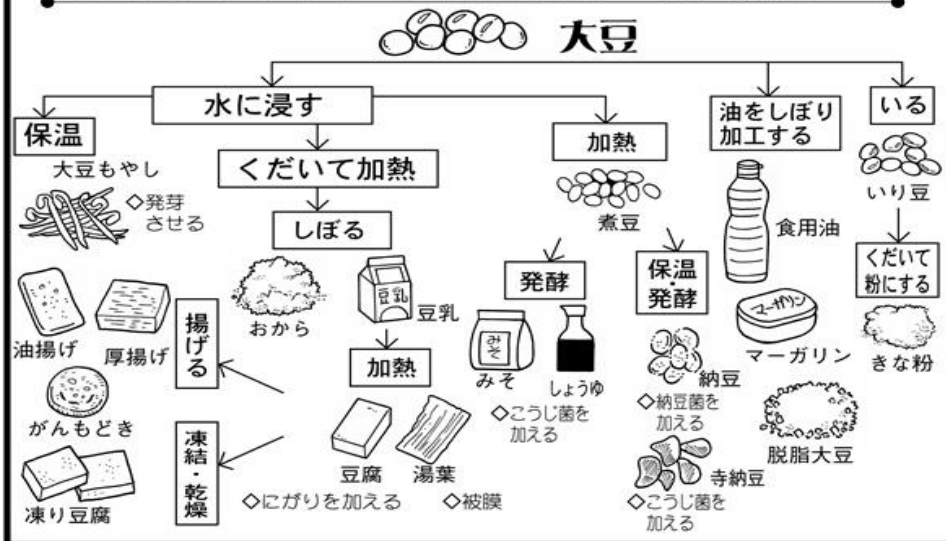 大豆
水に浸す
油をしぼり
加工する
いる
保温
くだいて加熱
加熱
大豆もやし
◇発芽
させる
しぼる
煮豆
食用油
いり豆
くだいて
粉にする
おから
豆乳
豆乳
発酵
保温・
発酵
マーガリン
マーガリン
きな粉
油揚げ
厚揚げ
揚げる
加熱
みそ
みそ
しょうゆ
◇こうじ菌を
加える
納豆
◇納豆菌を
加える
脱脂大豆
がんもどき
凍り豆腐
凍結・乾燥
豆腐
湯葉
◇にがりを加える
◇被膜
寺納豆
◇こうじ菌を
加える